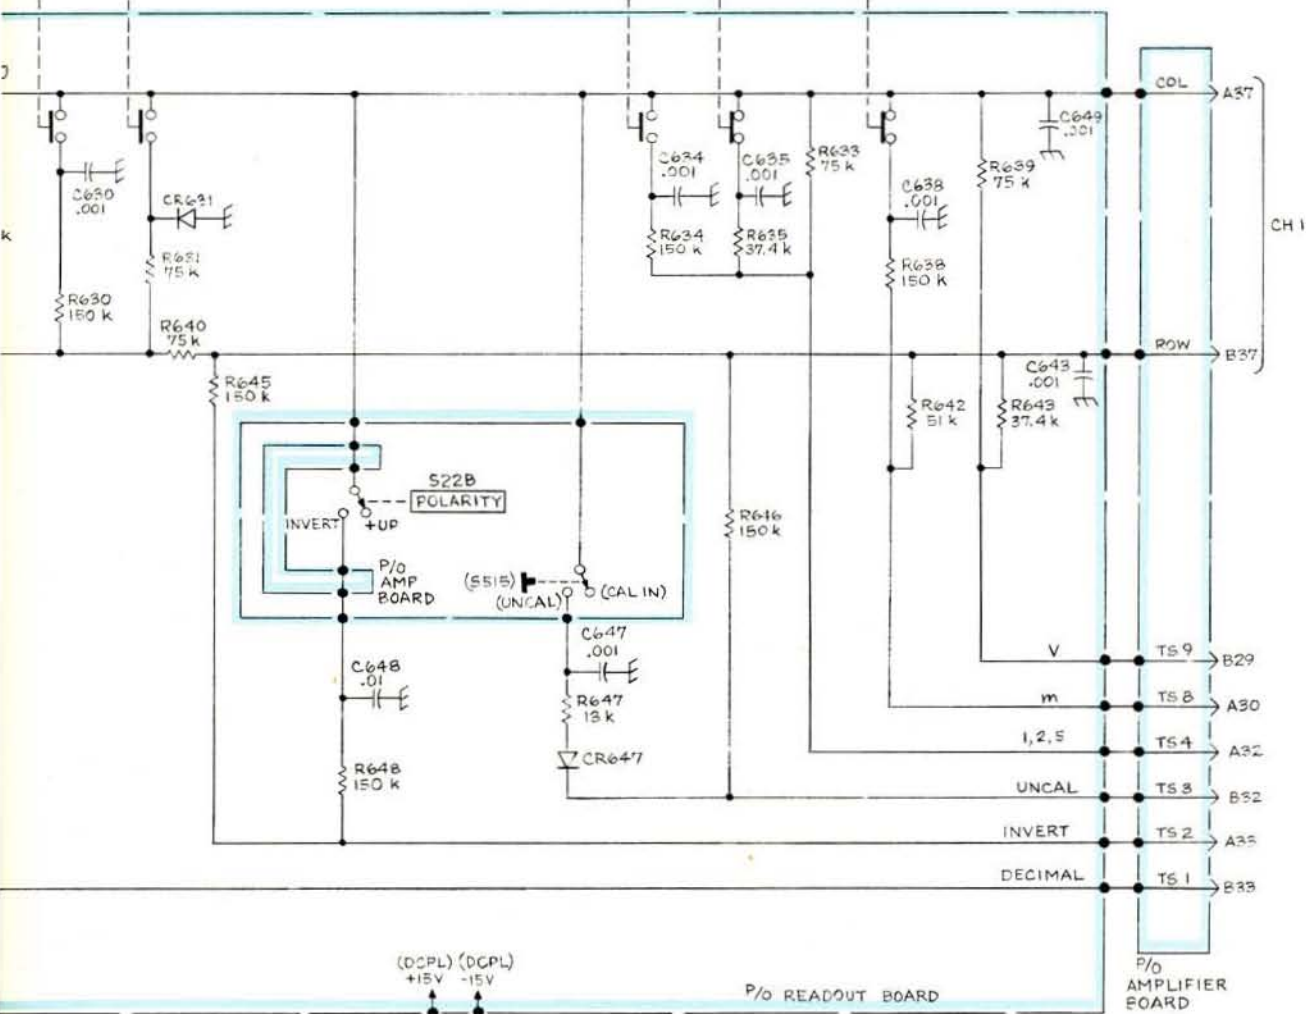 COL
A37
C649
.001
C634
.001
C635
.001
R633
75 k
R639
75 k
C630
.001
CR631
C638
.001
CH 1
K
R631
75 k
R634
150 k
R635
37.4 k
R638
150 k
R630
150 k
R640
75 k
ROW
B37
C643
.001
R645
150 k
R642
51 k
R643
37.4 k
S22B
POLARITY
INVERT
+UP
R646
150 k
P/O
AMP
BOARD
(S515)
(UNCAL)
(CAL IN)
C647
.001
C648
.01
V
TS 9
B29
R647
13 k
m
TS 8
A30
1, 2, 5
TS 4
A32
CR647
R648
150 k
UNCAL
TS 3
B32
INVERT
TS 2
DECIMAL
TS 1
B33
(DCPL) (DCPL)
+15V -15V
P/O READOUT BOARD
P/O
AMPLIFIER
BOARD